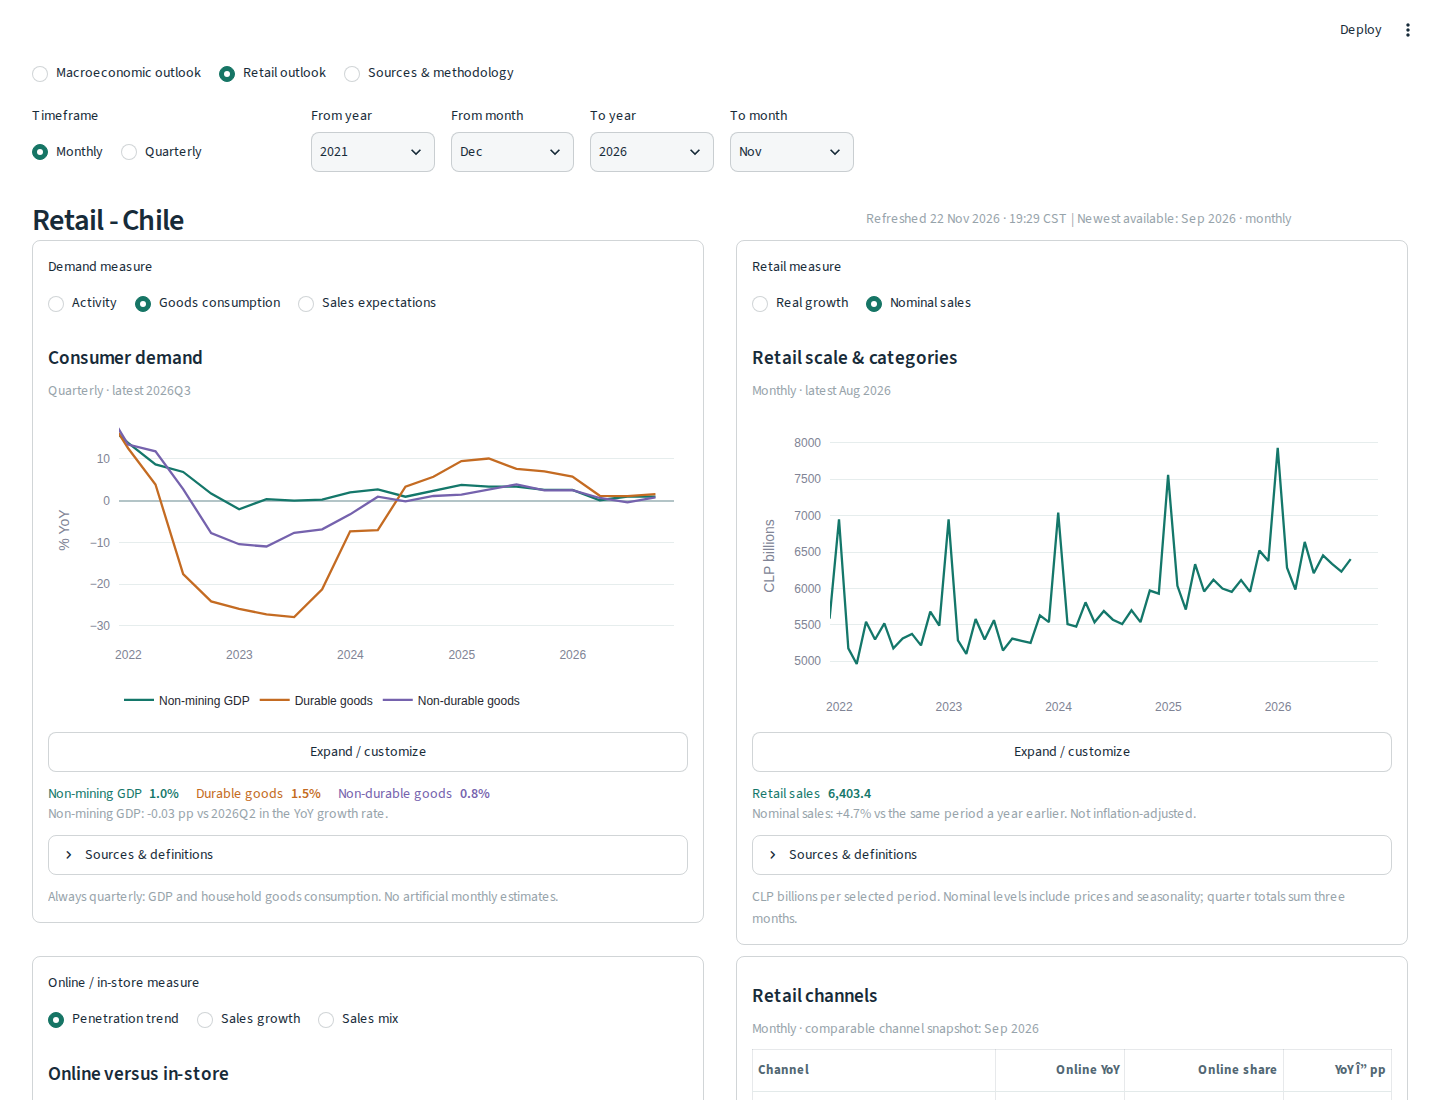 Deploy
Macroeconomic outlook Retail outlook Sources & methodology
Timeframe From year From month To year To month
Monthly Quarterly 2021 Dec 2026 Nov
Retail - Chile
Refreshed 22 Nov 2026 · 19:29 CST | Newest available: Sep 2026 · monthly
Demand measure
Activity Goods consumption Sales expectations
Consumer demand
Quarterly · latest 2026Q3
% YoY
10
0
−10
−20
−30
2022 2023 2024 2025 2026
Non-mining GDP Durable goods Non-durable goods
Expand / customize
Non-mining GDP 1.0% Durable goods 1.5% Non-durable goods 0.8%
Non-mining GDP: -0.03 pp vs 2026Q2 in the YoY growth rate.
Sources & definitions
Always quarterly: GDP and household goods consumption. No artificial monthly estimates.
Retail measure
Real growth Nominal sales
Retail scale & categories
Monthly · latest Aug 2026
CLP billions
8000
7500
7000
6500
6000
5500
5000
2022 2023 2024 2025 2026
Expand / customize
Retail sales 6,403.4
Nominal sales: +4.7% vs the same period a year earlier. Not inflation-adjusted.
Sources & definitions
CLP billions per selected period. Nominal levels include prices and seasonality; quarter totals sum three
months.
Online / in-store measure
Penetration trend Sales growth Sales mix
Online versus in-store
Retail channels
Monthly · comparable channel snapshot: Sep 2026
Channel Online YoY Online share YoY Î” pp